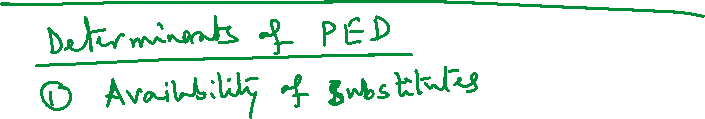 Determinants of PED
① Availability of substitutes